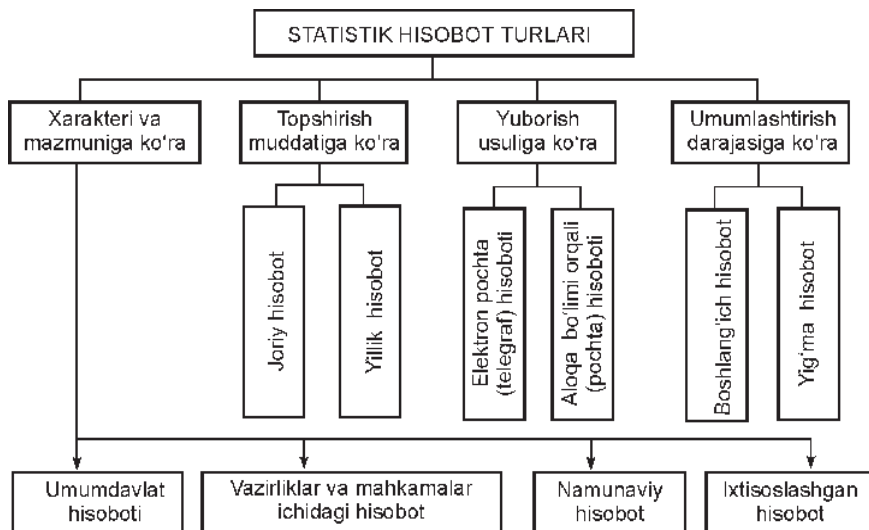 STATISTIK HISOBOT TURLARI
Xarakteri va
mazmuniga ko‘ra
Topshirish
muddatiga ko‘ra
Yuborish
usuliga ko‘ra
Umumlashtirish
darajasiga ko‘ra
Joriy hisobot
Yillik hisobot
Elektron pochta
(telegraf) hisoboti
Aloqa bo‘limi orqali
(pochta) hisoboti
Boshlang‘ich hisobot
Yig‘ma hisobot
Umumdavlat
hisoboti
Vazirliklar va mahkamalar
ichidagi hisobot
Namunaviy
hisobot
Ixtisoslashgan
hisobot